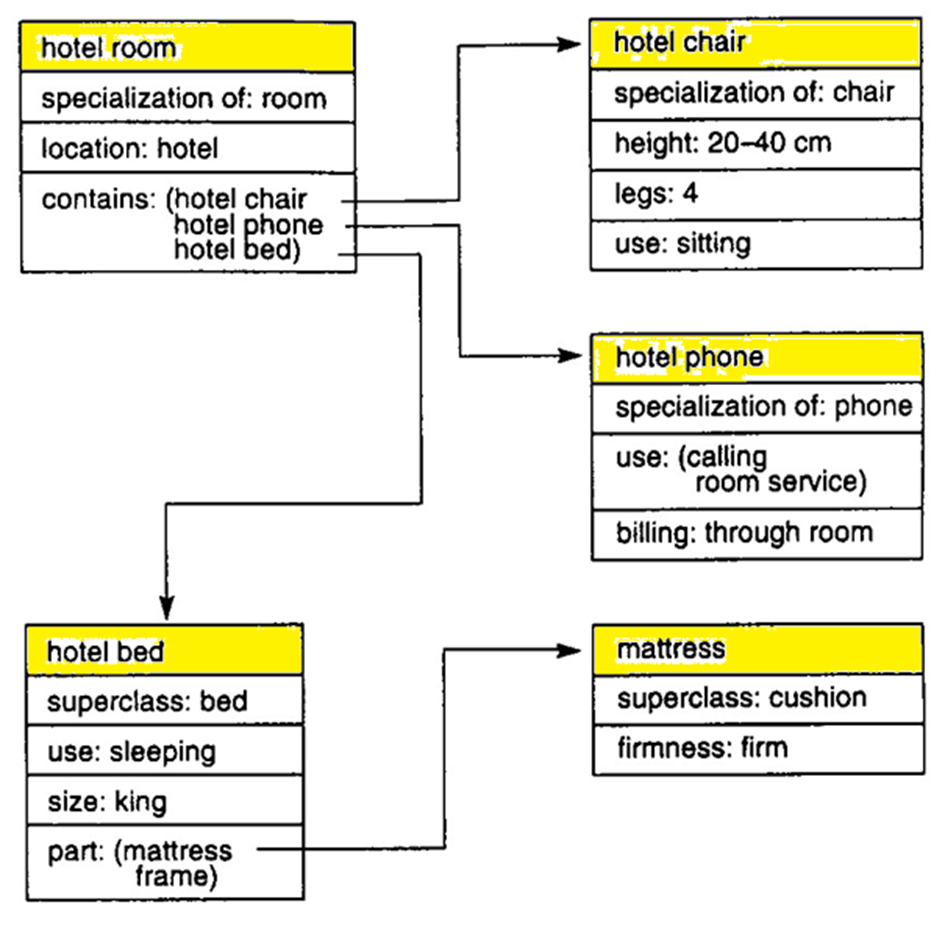 hotel room
specialization of: room
location: hotel
contains: (hotel chair
hotel phone
hotel bed)
hotel chair
specialization of: chair
height: 20–40 cm
legs: 4
use: sitting
hotel phone
specialization of: phone
use: (calling
room service)
billing: through room
hotel bed
superclass: bed
use: sleeping
size: king
part: (mattress
frame)
mattress
superclass: cushion
firmness: firm